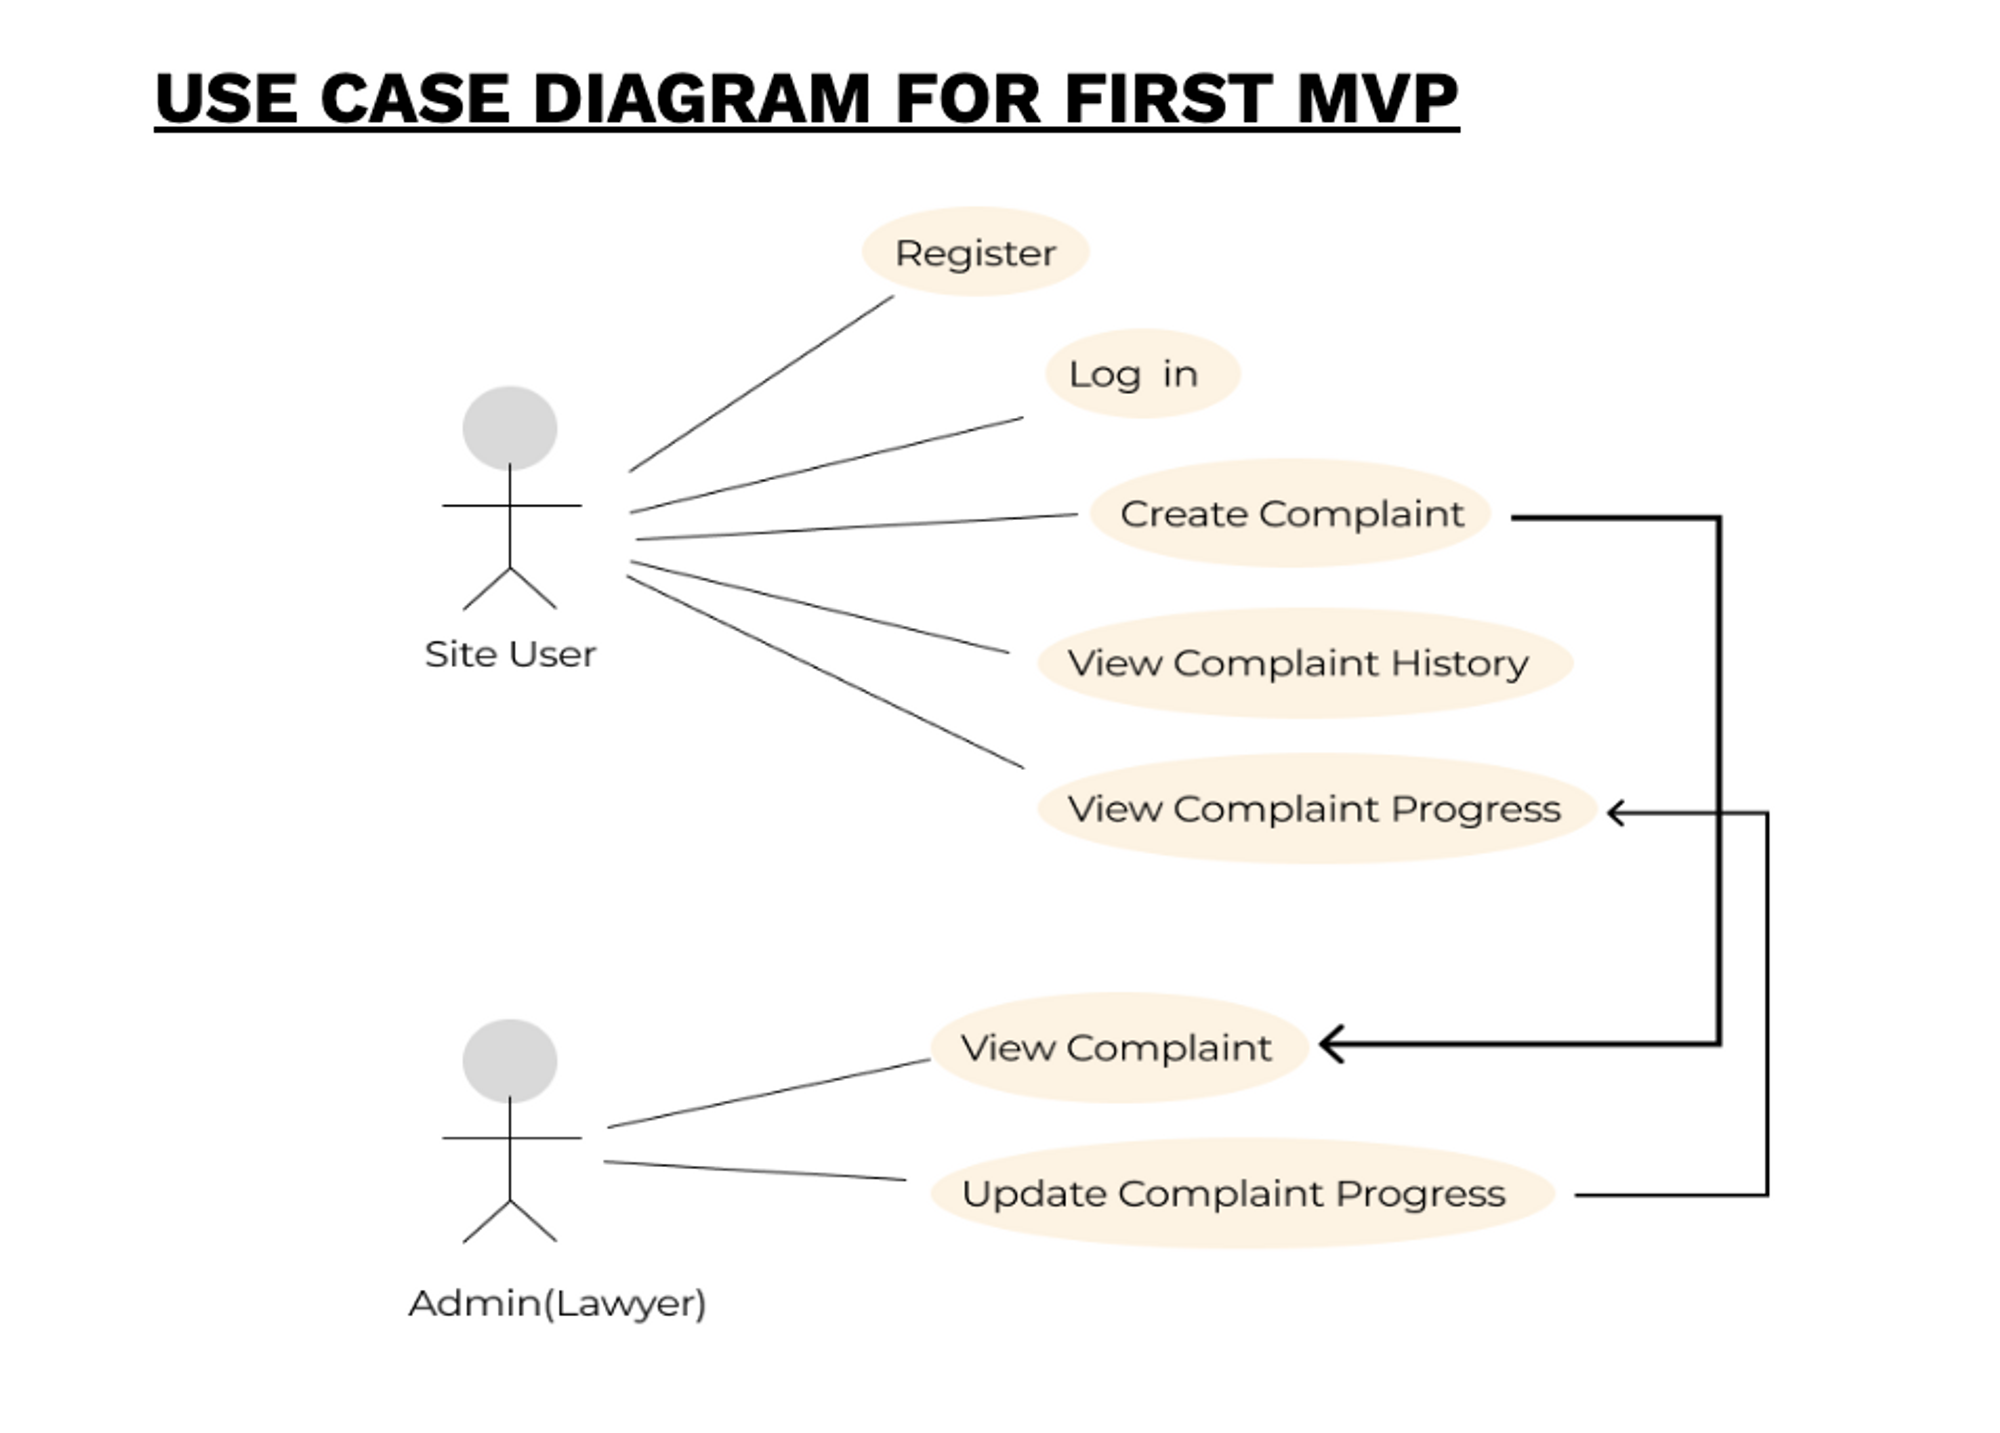 USE CASE DIAGRAM FOR FIRST MVP
Register
Log in
Create Complaint
Site User
View Complaint History
View Complaint Progress
View Complaint
Update Complaint Progress
Admin(Lawyer)